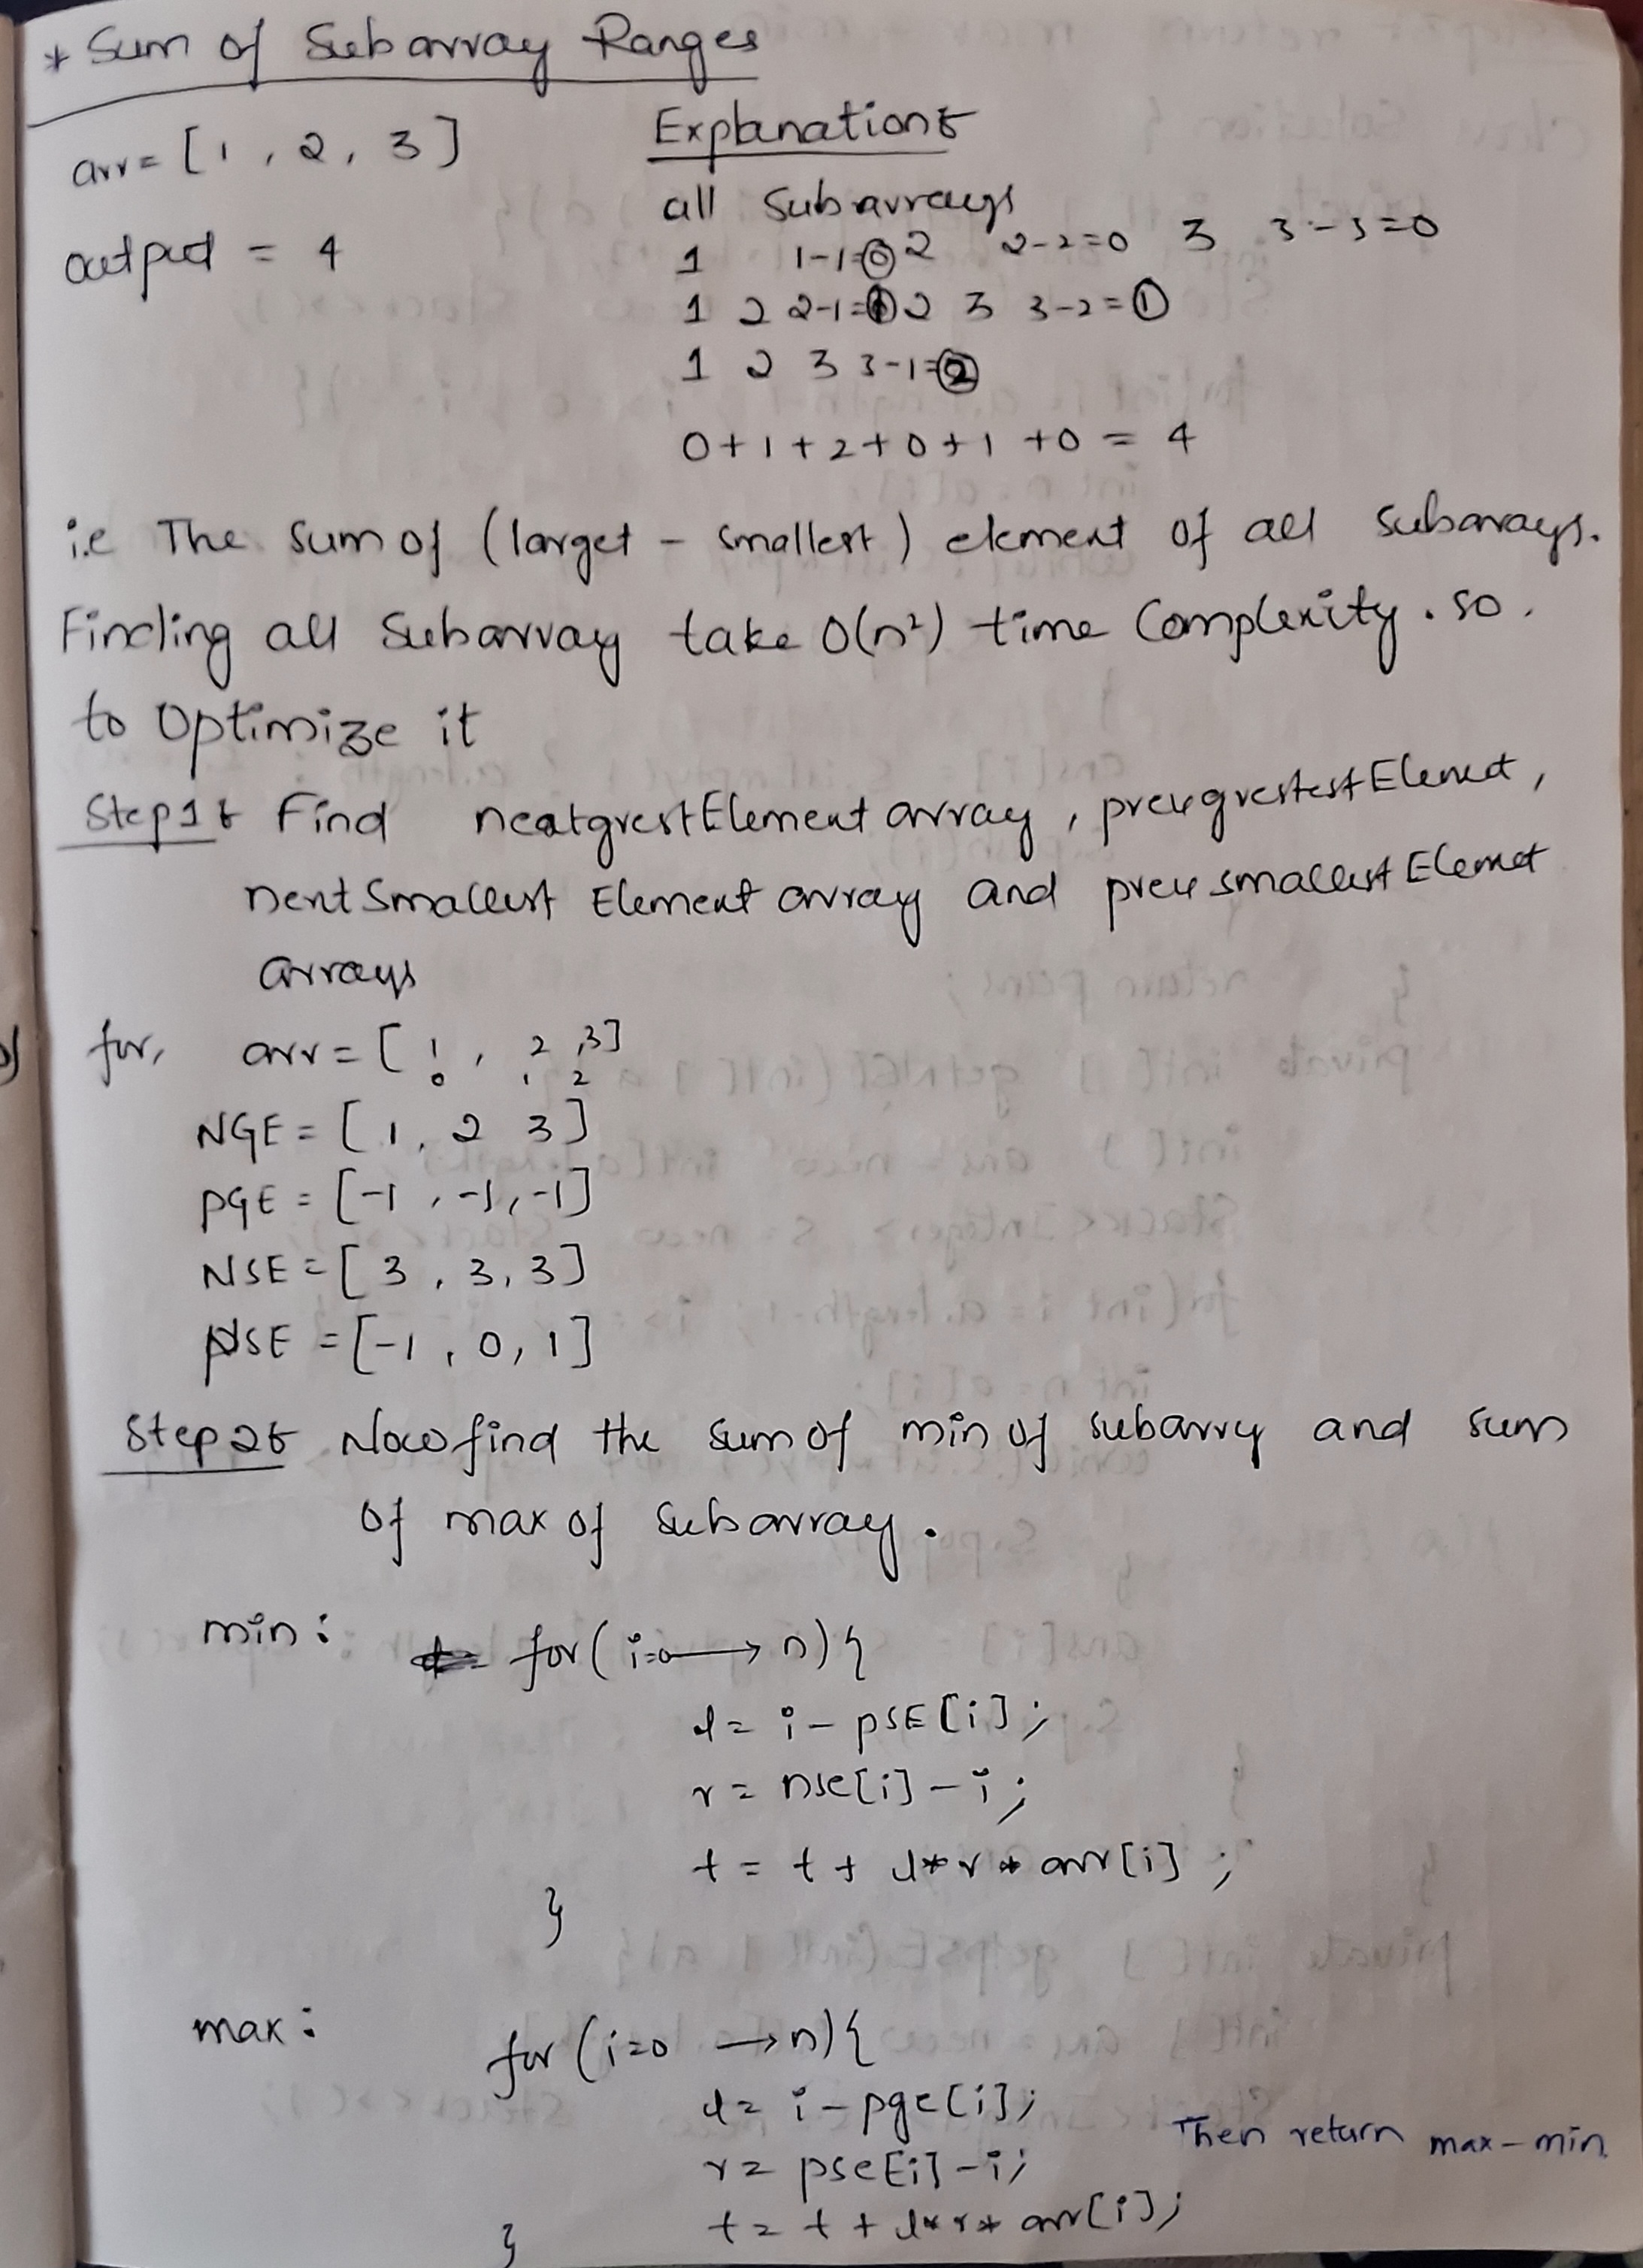 * Sum of Subarray Ranges
arr = [1, 2, 3]
output = 4
Explanation:
all Subarrays
1 1-1=0 2 2-2=0 3 3-3=0
1 2 2-1=1 2 3 3-2=1
1 2 3 3-1=2
0+1+2+0+1+0 = 4
i.e The sum of (larget - smallest) element of all subarrays.
Finding all Subarray take O(n²) time Complexity. so,
to Optimize it
Step 1: Find nextgrestElement array, prevgrestestElement,
nextSmallest Element array and prev smallest Element
arrays
for, arr = [1, 2, 3]
0 1 2
NGE = [1, 2 3]
PGE = [-1, -1, -1]
NSE = [3, 3, 3]
PSE = [-1, 0, 1]
Step 2: Now find the sum of min of subarry and sum
of max of subarray.
min:
for (i=0 → n){
l = i - pSE[i];
r = nse[i] - i;
t = t + l*r * arr[i];
}
max:
for (i=0 → n){
l = i - pge[i];
r = pse[i] - i;
t = t + l*r* arr[i];
}
Then return max - min